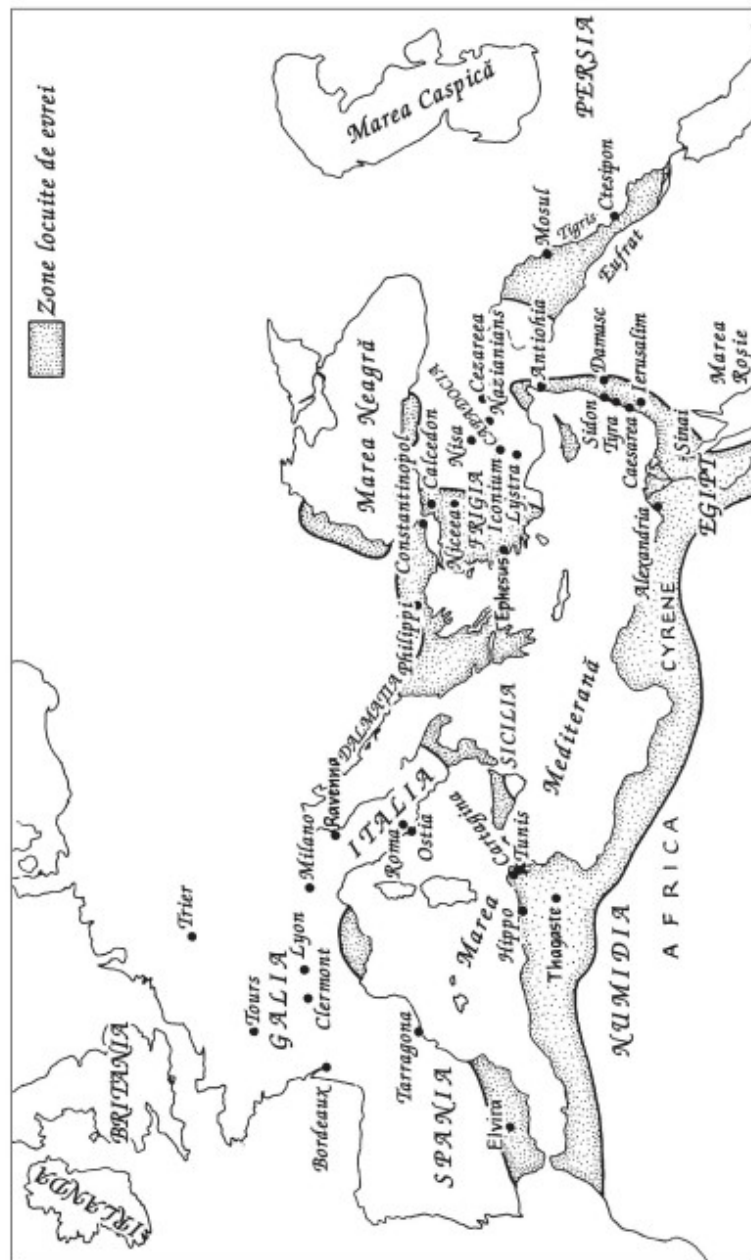 Zone locuite de evrei
IRLANDA
BRITANIA
Trier
Tours
GALIA
Lyon
Clermont
Bordeaux
Milano
Ravenna
DALMATIA
ITALIA
Roma
Ostia
Tarragona
SPANIA
Elvira
Marea
Mediterană
SICILIA
Cartagina
Tunis
Hippo
Thagaste
NUMIDIA
AFRICA
CYRENE
Marea Neagră
Marea Caspică
PERSIA
Philippi
Constantinopol
Calcedon
Niceea
FRIGIA
Nisa
CAPADOCIA
Cezareea
Nazianians
Iconium
Lystra
Ephesus
Antiohia
Mosul
Tigris
Ctesipon
Eufrat
Damasc
Sidon
Tyra
Caesarea
Ierusalim
Sinai
Alexandria
EGIPT
Marea
Roșie